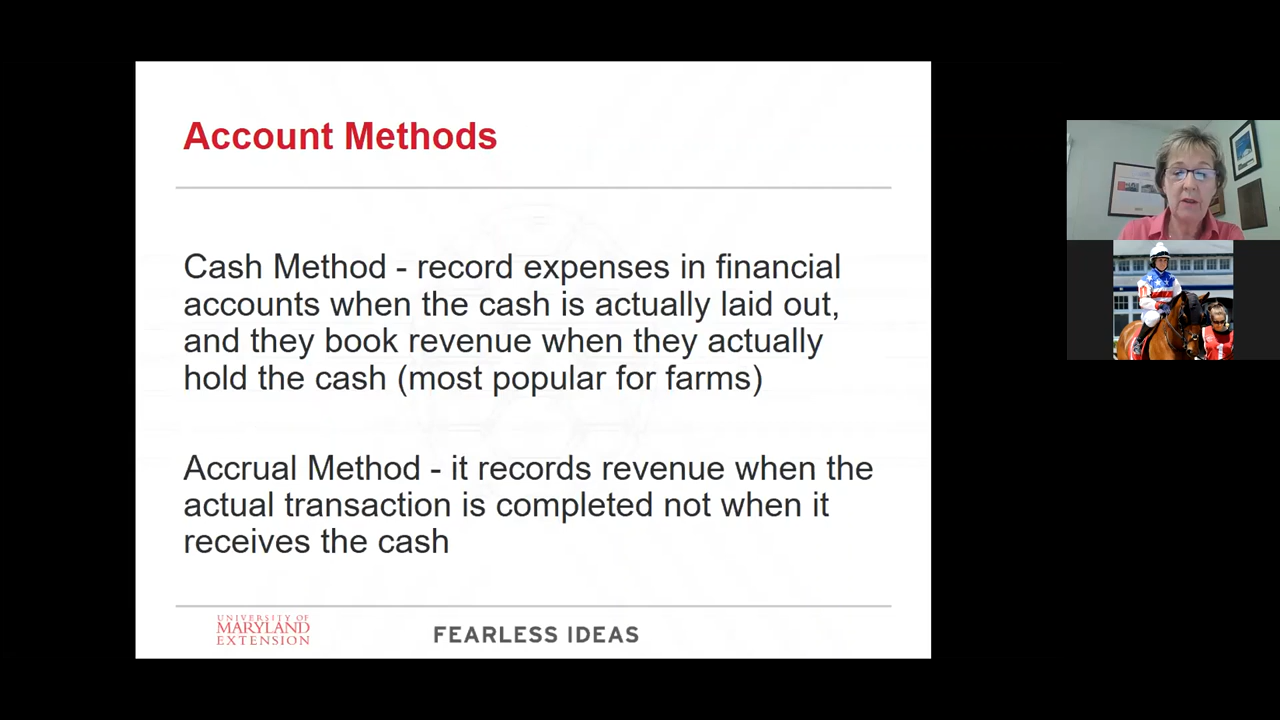 Account Methods
Cash Method - record expenses in financial
accounts when the cash is actually laid out,
and they book revenue when they actually
hold the cash (most popular for farms)
Accrual Method - it records revenue when the
actual transaction is completed not when it
receives the cash
UNIVERSITY OF
MARYLAND
EXTENSION
FEARLESS IDEAS
1